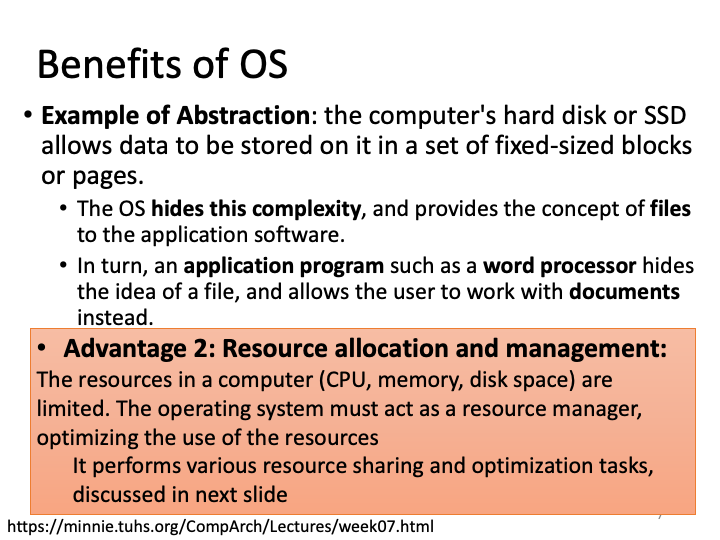 Benefits of OS
• Example of Abstraction: the computer's hard disk or SSD
allows data to be stored on it in a set of fixed-sized blocks
or pages.
• The OS hides this complexity, and provides the concept of files
to the application software.
• In turn, an application program such as a word processor hides
the idea of a file, and allows the user to work with documents
instead.
• Advantage 2: Resource allocation and management:
The resources in a computer (CPU, memory, disk space) are
limited. The operating system must act as a resource manager,
optimizing the use of the resources
It performs various resource sharing and optimization tasks,
discussed in next slide
https://minnie.tuhs.org/CompArch/Lectures/week07.html